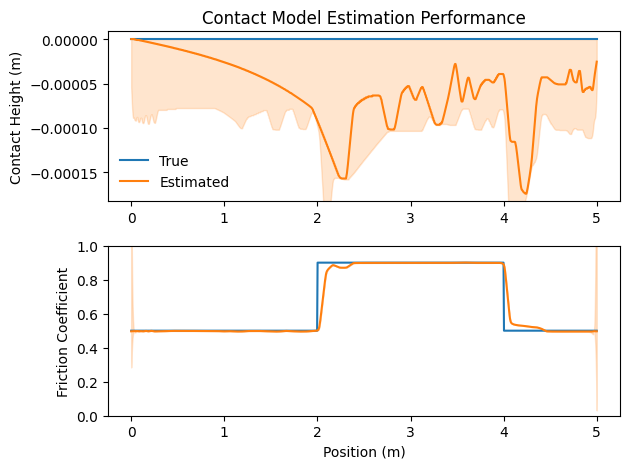 Contact Model Estimation Performance
Contact Height (m)
0.00000
−0.00005
−0.00010
−0.00015
True
Estimated
0 1 2 3 4 5
Friction Coefficient
1.0
0.8
0.6
0.4
0.2
0.0
0 1 2 3 4 5
Position (m)